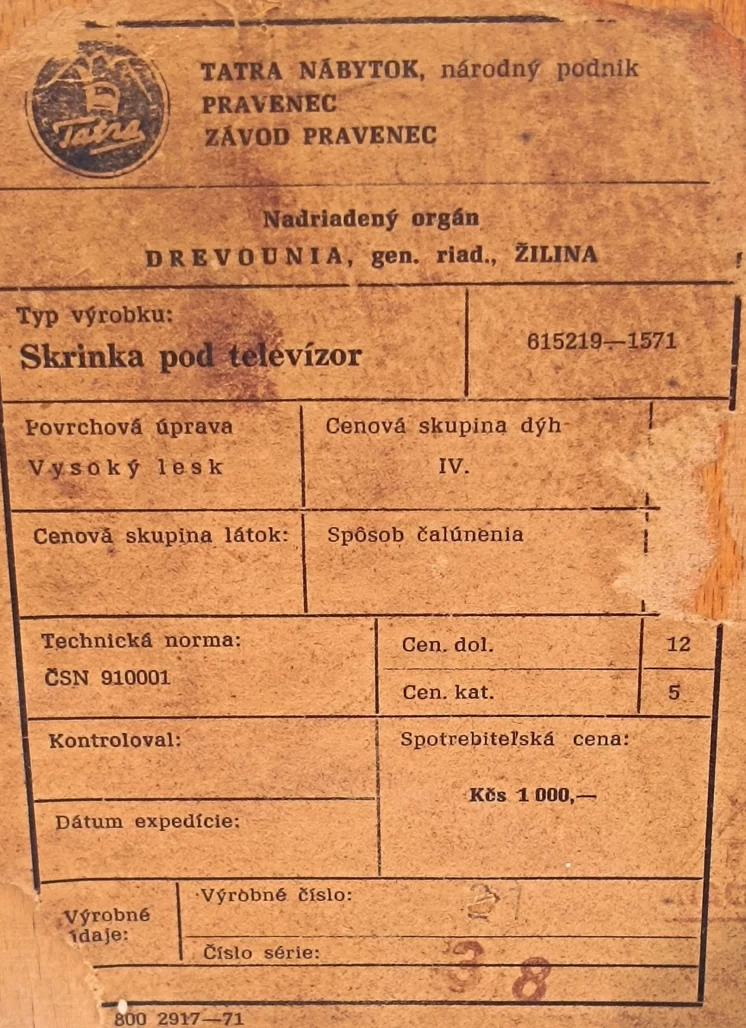 Tatra
TATRA NÁBYTOK, národný podnik
PRAVENEC
ZÁVOD PRAVENEC
Nadriadený orgán
DREVOUNIA, gen. riad., ŽILINA
Typ výrobku:
Skrinka pod televízor
615219—1571
Povrchová úprava
Vysoký lesk
Cenová skupina dýh
IV.
Cenová skupina látok:
Spôsob čalúnenia
Technická norma:
ČSN 910001
Cen. dol.
12
Cen. kat.
5
Kontroloval:
Spotrebiteľská cena:
Kčs 1 000,—
Dátum expedície:
Výrobné
údaje:
Výrobné číslo:
Číslo série:
38
800 2917—71